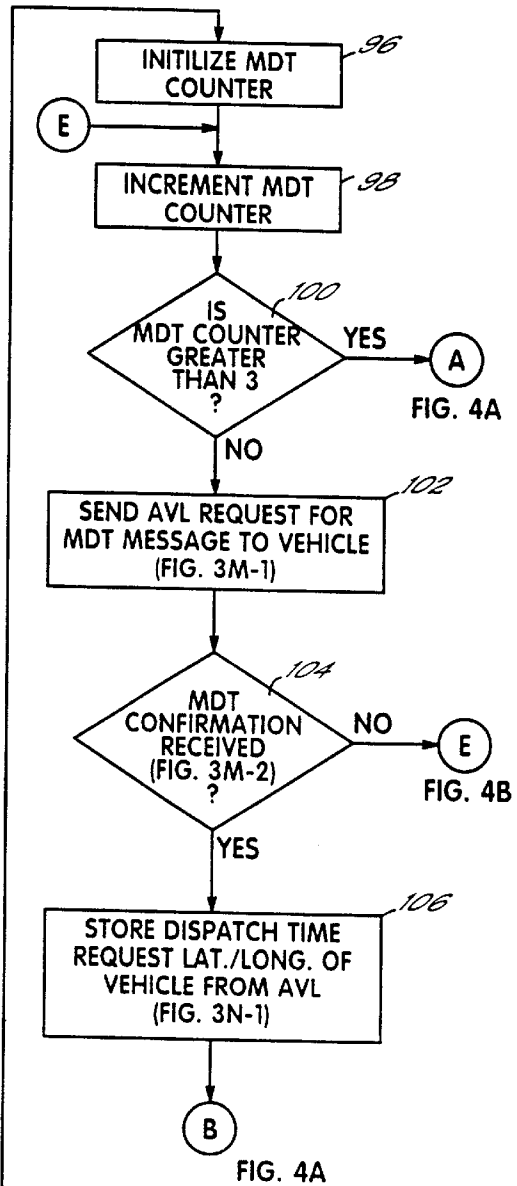 INITILIZE MDT
COUNTER
96
E
INCREMENT MDT
COUNTER
98
IS
MDT COUNTER
GREATER
THAN 3
?
100
YES
A
FIG. 4A
NO
SEND AVL REQUEST FOR
MDT MESSAGE TO VEHICLE
(FIG. 3M-1)
102
MDT
CONFIRMATION
RECEIVED
(FIG. 3M-2)
?
104
NO
E
FIG. 4B
YES
STORE DISPATCH TIME
REQUEST LAT./LONG. OF
VEHICLE FROM AVL
(FIG. 3N-1)
106
B
FIG. 4A